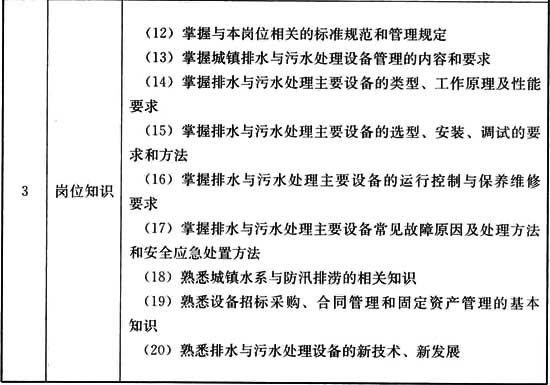 (12) 掌握与本岗位相关的标准规范和管理规定
(13) 掌握城镇排水与污水处理设备管理的内容和要求
(14) 掌握排水与污水处理主要设备的类型、工作原理及性能
要求
(15) 掌握排水与污水处理主要设备的选型、安装、调试的要
求和方法
3
岗位知识
(16) 掌握排水与污水处理主要设备的运行控制与保养维修
要求
(17) 掌握排水与污水处理主要设备常见故障原因及处理方法
和安全应急处置方法
(18) 熟悉城镇水系与防汛排涝的相关知识
(19) 熟悉设备招标采购、合同管理和固定资产管理的基本
知识
(20) 熟悉排水与污水处理设备的新技术、新发展